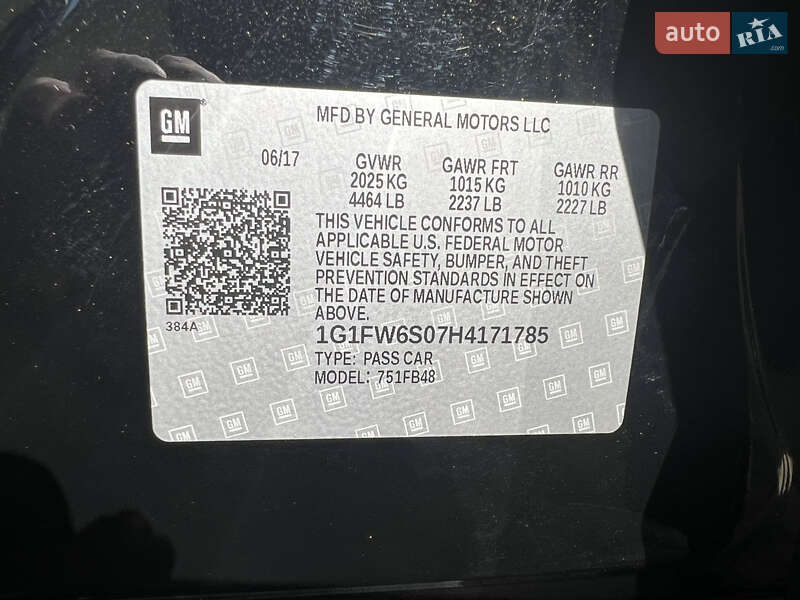 auto RIA.com
GM
MFD BY GENERAL MOTORS LLC
06/17
GVWR GAWR FRT GAWR RR
2025 KG 1015 KG 1010 KG
4464 LB 2237 LB 2227 LB
THIS VEHICLE CONFORMS TO ALL
APPLICABLE U.S. FEDERAL MOTOR
VEHICLE SAFETY, BUMPER, AND THEFT
PREVENTION STANDARDS IN EFFECT ON
THE DATE OF MANUFACTURE SHOWN
ABOVE.
384A
1G1FW6S07H4171785
TYPE: PASS CAR
MODEL: 751FB48